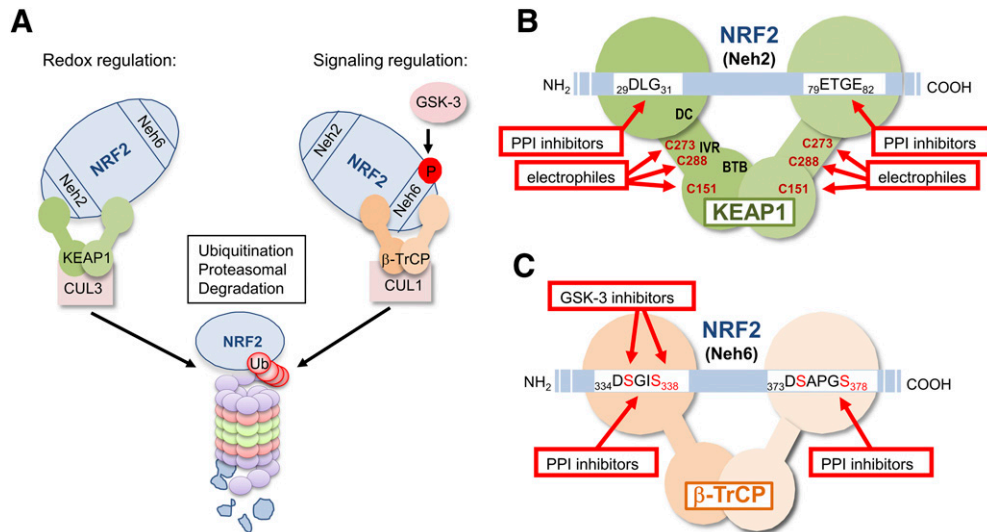 A
Redox regulation:
Signaling regulation:
GSK-3
P
Neh6
NRF2
Neh2
Neh2
NRF2
Neh6
KEAP1
CUL3
β-TrCP
CUL1
Ubiquitination
Proteasomal
Degradation
NRF2
Ub
B
NRF2
(Neh2)
NH2
29DLG31
79ETGE82
COOH
DC
PPI inhibitors
PPI inhibitors
C273 IVR
C288
BTB
C273
C288
electrophiles
electrophiles
C151
C151
KEAP1
C
GSK-3 inhibitors
NRF2
(Neh6)
NH2
334DSGIS338
373DSAPGS378
COOH
PPI inhibitors
PPI inhibitors
β-TrCP